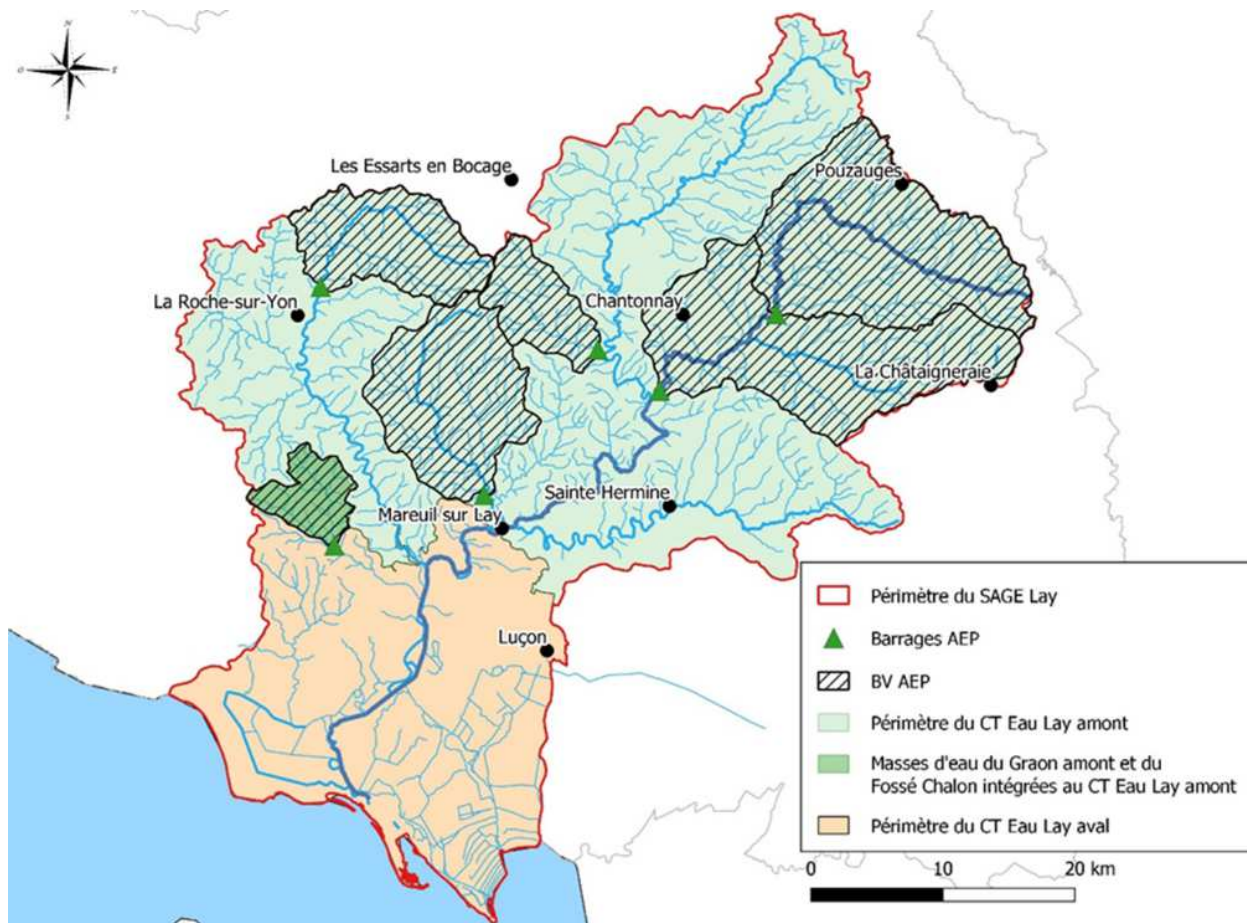 N
O
E
S
Les Essarts en Bocage
Pouzauges
La Roche-sur-Yon
Chantonnay
La Châtaigneraie
Sainte Hermine
Mareuil sur Lay
Luçon
Périmètre du SAGE Lay
Barrages AEP
BV AEP
Périmètre du CT Eau Lay amont
Masses d'eau du Graon amont et du
Fossé Chalon intégrées au CT Eau Lay amont
Périmètre du CT Eau Lay aval
0 10 20 km